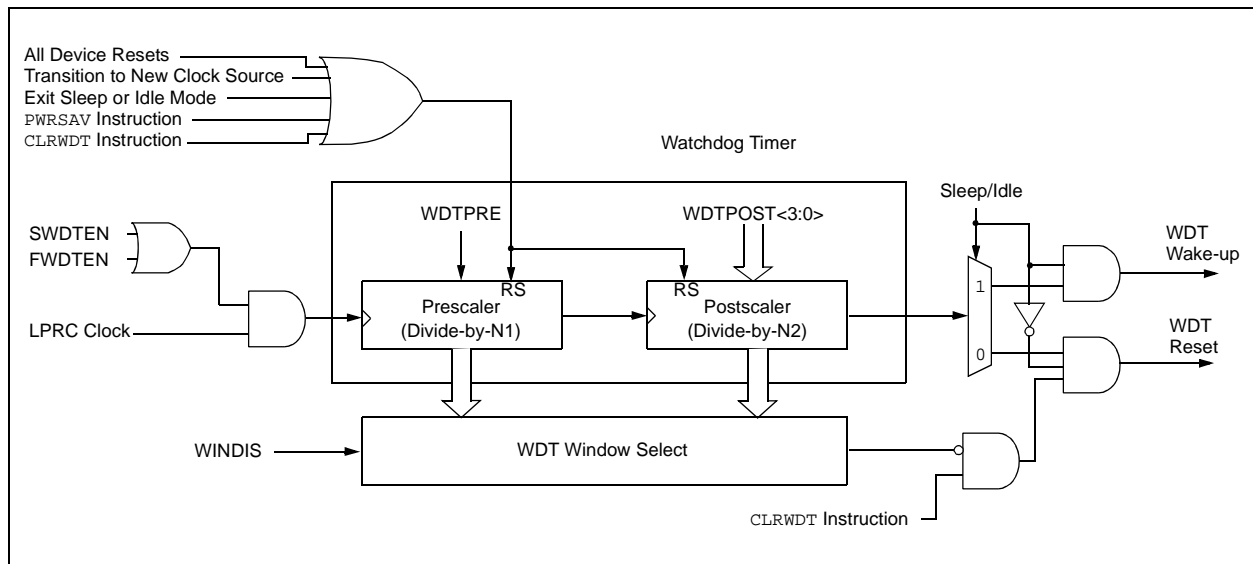 All Device Resets
Transition to New Clock Source
Exit Sleep or Idle Mode
PWRSAV Instruction
CLRWDT Instruction
Watchdog Timer
Sleep/Idle
WDTPRE
WDTPOST<3:0>
SWDTEN
FWDTEN
WDT
Wake-up
RS
RS
1
Prescaler
(Divide-by-N1)
Postscaler
(Divide-by-N2)
LPRC Clock
WDT
Reset
0
WINDIS
WDT Window Select
CLRWDT Instruction